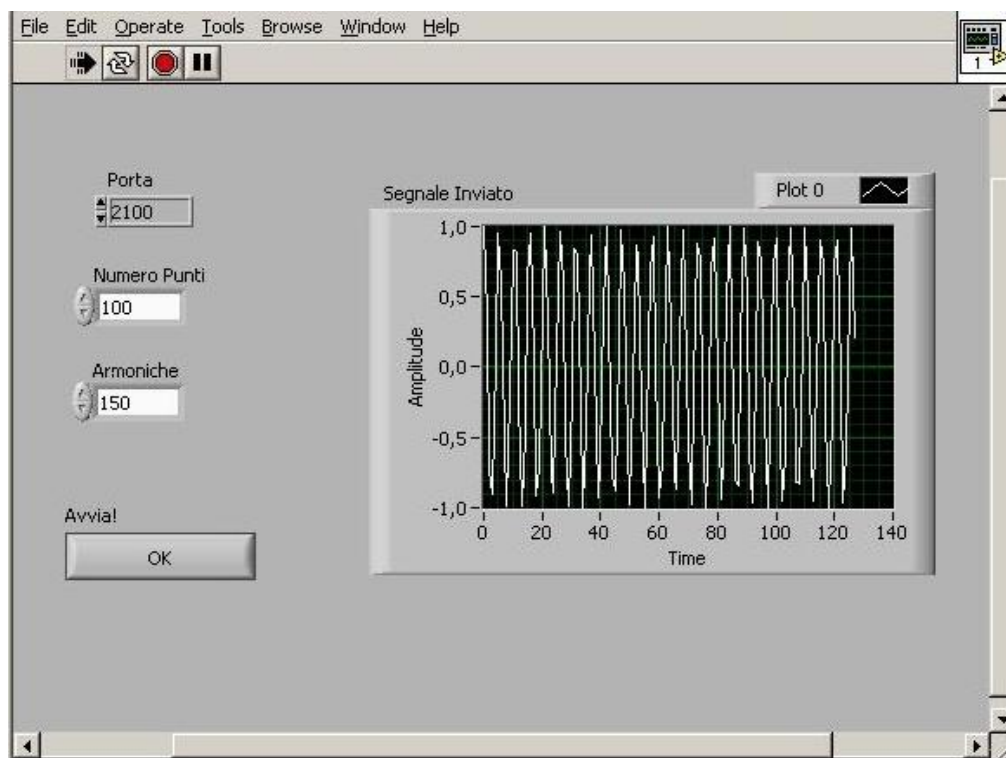 File Edit Operate Tools Browse Window Help
1
Porta
2100
Numero Punti
100
Armoniche
150
Avvia!
OK
Segnale Inviato
Plot 0
Amplitude
1,0
0,5
0,0
-0,5
-1,0
0 20 40 60 80 100 120 140
Time